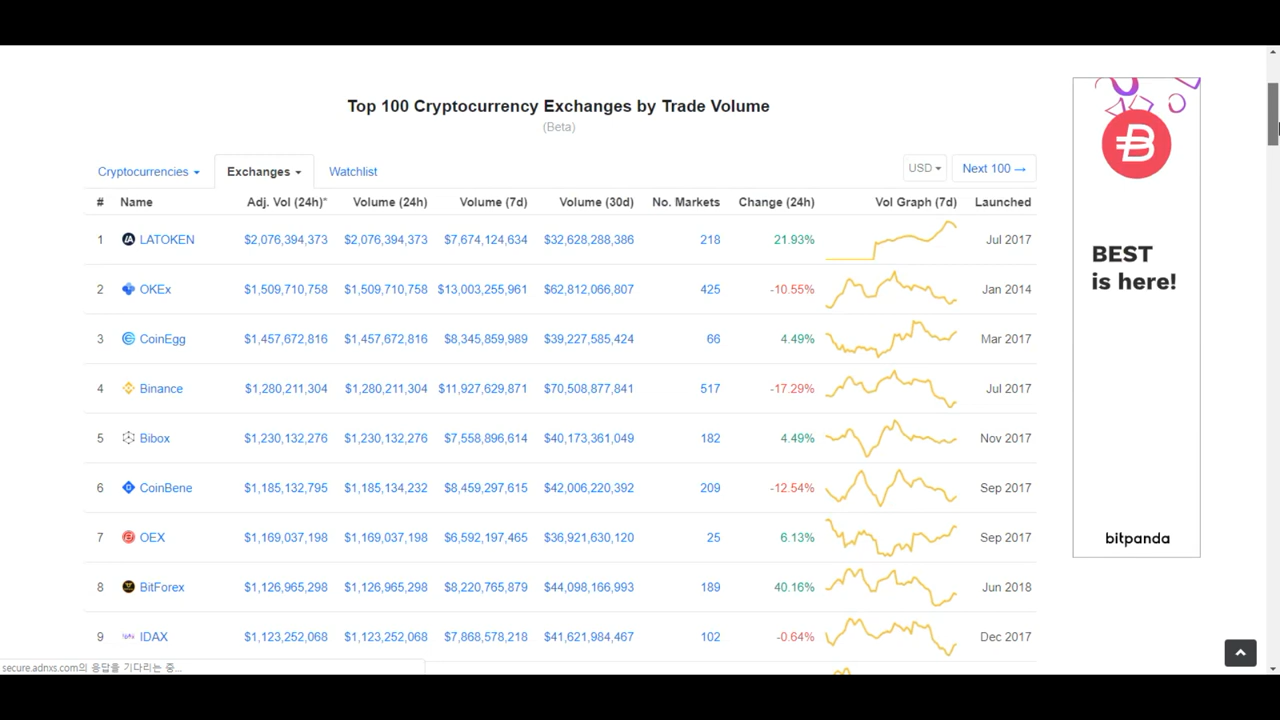 Top 100 Cryptocurrency Exchanges by Trade Volume
(Beta)
Cryptocurrencies Exchanges Watchlist USD Next 100 →
# Name Adj. Vol (24h)* Volume (24h) Volume (7d) Volume (30d) No. Markets Change (24h) Vol Graph (7d) Launched
1 LATOKEN $2,076,394,373 $2,076,394,373 $7,674,124,634 $32,628,288,386 218 21.93% Jul 2017
2 OKEx $1,509,710,758 $1,509,710,758 $13,003,255,961 $62,812,066,807 425 -10.55% Jan 2014
3 CoinEgg $1,457,672,816 $1,457,672,816 $8,345,859,989 $39,227,585,424 66 4.49% Mar 2017
4 Binance $1,280,211,304 $1,280,211,304 $11,927,629,871 $70,508,877,841 517 -17.29% Jul 2017
5 Bibox $1,230,132,276 $1,230,132,276 $7,558,896,614 $40,173,361,049 182 4.49% Nov 2017
6 CoinBene $1,185,132,795 $1,185,134,232 $8,459,297,615 $42,006,220,392 209 -12.54% Sep 2017
7 OEX $1,169,037,198 $1,169,037,198 $6,592,197,465 $36,921,630,120 25 6.13% Sep 2017
8 BitForex $1,126,965,298 $1,126,965,298 $8,220,765,879 $44,098,166,993 189 40.16% Jun 2018
9 IDAX $1,123,252,068 $1,123,252,068 $7,868,578,218 $41,621,984,467 102 -0.64% Dec 2017
BEST
is here!
bitpanda
secure.adnxs.com의 응답을 기다리는 중...